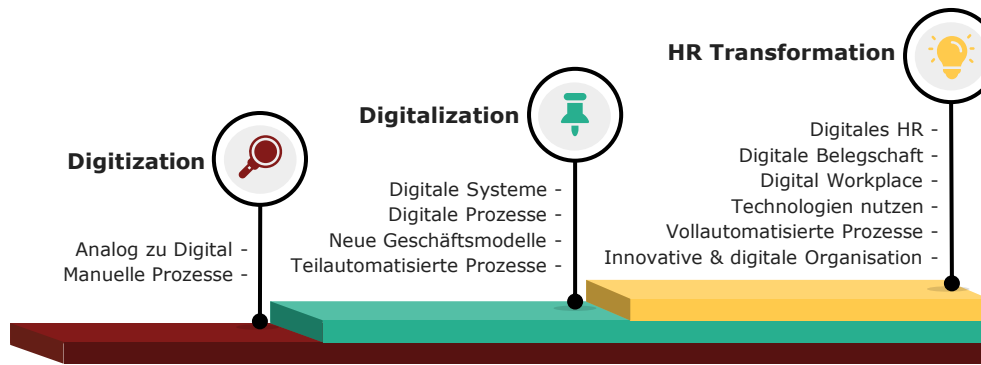 Digitization
Analog zu Digital -
Manuelle Prozesse -
Digitalization
Digitale Systeme -
Digitale Prozesse -
Neue Geschäftsmodelle -
Teilautomatisierte Prozesse -
HR Transformation
Digitales HR -
Digitale Belegschaft -
Digital Workplace -
Technologien nutzen -
Vollautomatisierte Prozesse -
Innovative & digitale Organisation -